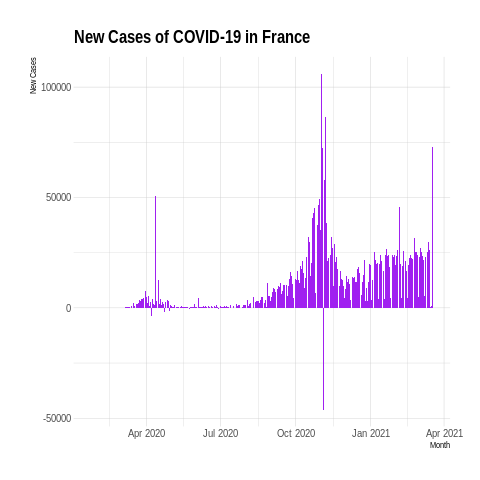 New Cases of COVID-19 in France
New Cases
100000
50000
0
-50000
Apr 2020 Jul 2020 Oct 2020 Jan 2021 Apr 2021
Month